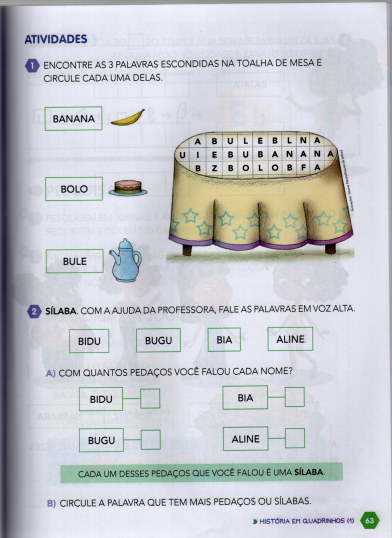 ATIVIDADES
1 ENCONTRE AS 3 PALAVRAS ESCONDIDAS NA TOALHA DE MESA E
CIRCULE CADA UMA DELAS.
BANANA
BOLO
BULE
A B U L E B L N A
U I E B U B A N A N A
B Z B O L O B F A
2 SÍLABA. COM A AJUDA DA PROFESSORA, FALE AS PALAVRAS EM VOZ ALTA.
BIDU BUGU BIA ALINE
A) COM QUANTOS PEDAÇOS VOCÊ FALOU CADA NOME?
BIDU BIA
BUGU ALINE
CADA UM DESSES PEDAÇOS QUE VOCÊ FALOU É UMA SÍLABA.
B) CIRCULE A PALAVRA QUE TEM MAIS PEDAÇOS OU SÍLABAS.
HISTÓRIA EM QUADRINHOS (1) 63